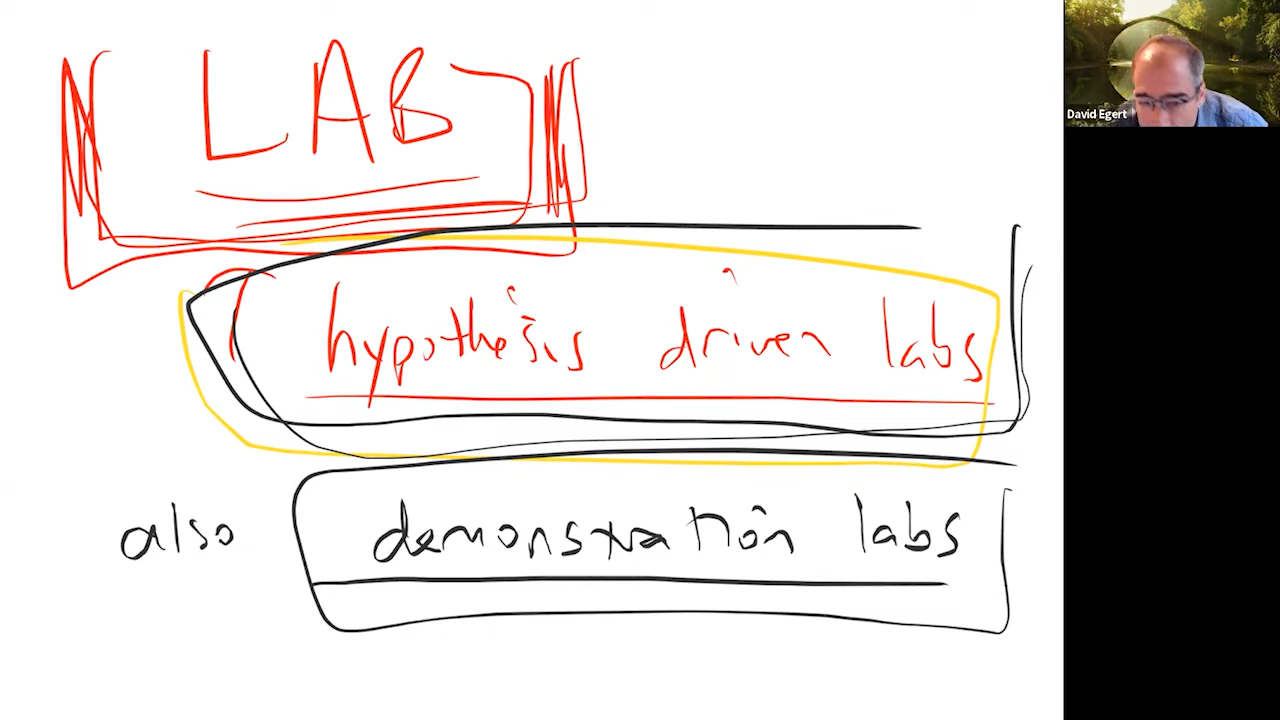 LAB
hypothesis driven labs
also demonstration labs
David Egert